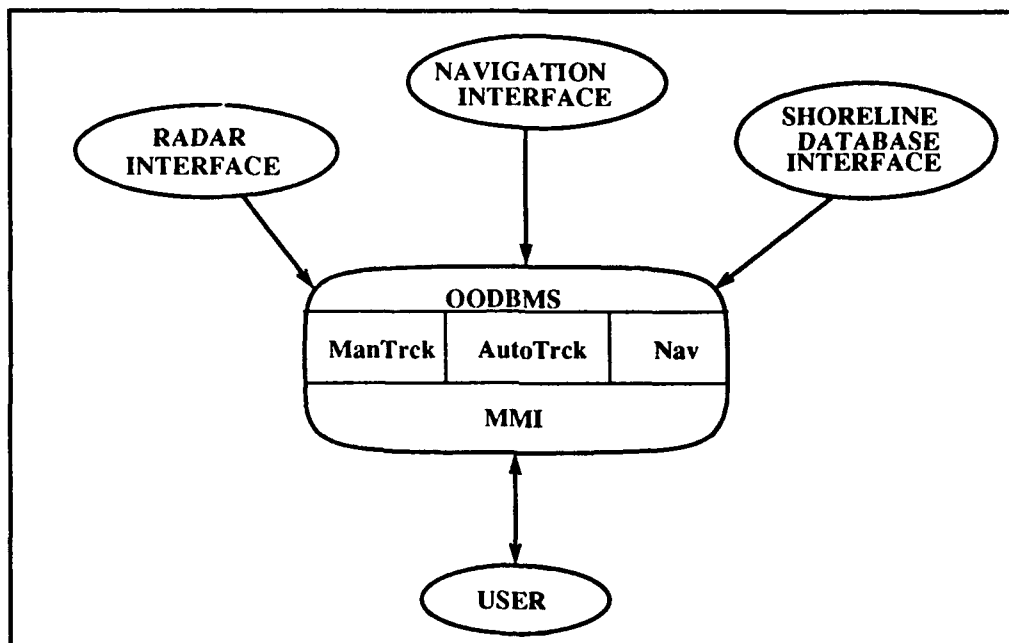 NAVIGATION
INTERFACE
RADAR
INTERFACE
SHORELINE
DATABASE
INTERFACE
OODBMS
ManTrck
AutoTrck
Nav
MMI
USER